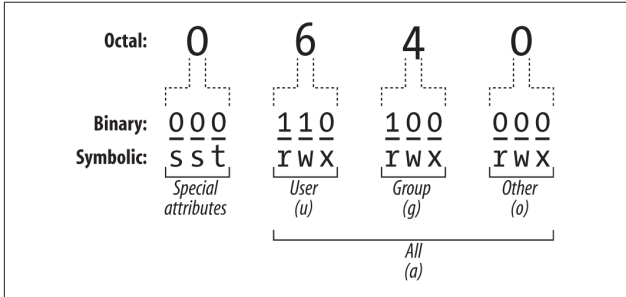 Octal: 0 6 4 0
Binary: 000 110 100 000
Symbolic: sst rwx rwx rwx
Special attributes User (u) Group (g) Other (o)
All
(a)